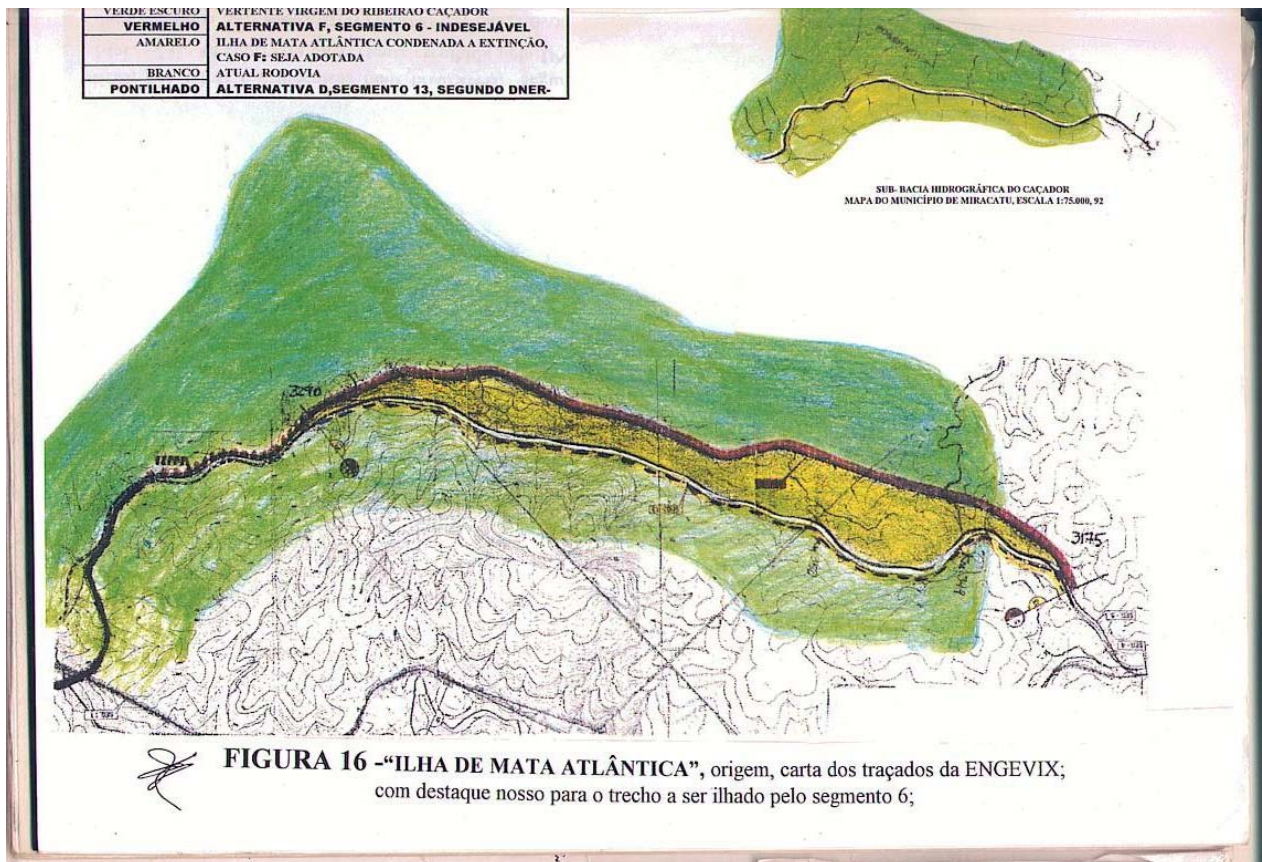 VERDE ESCURO VERTENTE VIRGEM DO RIBEIRÃO CAÇADOR
VERMELHO ALTERNATIVA F, SEGMENTO 6 - INDESEJÁVEL
AMARELO ILHA DE MATA ATLÂNTICA CONDENADA A EXTINÇÃO,
CASO F: SEJA ADOTADA
BRANCO ATUAL RODOVIA
PONTILHADO ALTERNATIVA D,SEGMENTO 13, SEGUNDO DNER-
SUB- BACIA HIDROGRÁFICA DO CAÇADOR
MAPA DO MUNICÍPIO DE MIRACATU, ESCALA 1:75.000, 92
3290
3175
FIGURA 16 -“ILHA DE MATA ATLÂNTICA”, origem, carta dos traçados da ENGEVIX;
com destaque nosso para o trecho a ser ilhado pelo segmento 6;